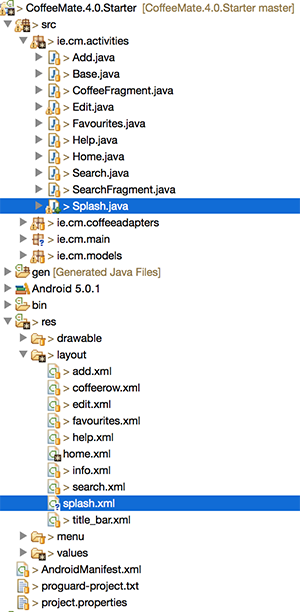 > CoffeeMate.4.0.Starter [CoffeeMate.4.0.Starter master]
> src
> ie.cm.activities
> Add.java
> Base.java
> CoffeeFragment.java
> Edit.java
> Favourites.java
> Help.java
> Home.java
> Search.java
> SearchFragment.java
> Splash.java
> ie.cm.coffeeadapters
> ie.cm.main
> ie.cm.models
gen [Generated Java Files]
Android 5.0.1
bin
> res
> drawable
> layout
> add.xml
> coffeerow.xml
> edit.xml
> favourites.xml
> help.xml
home.xml
> info.xml
> search.xml
splash.xml
> title_bar.xml
> menu
> values
> AndroidManifest.xml
> proguard-project.txt
> project.properties